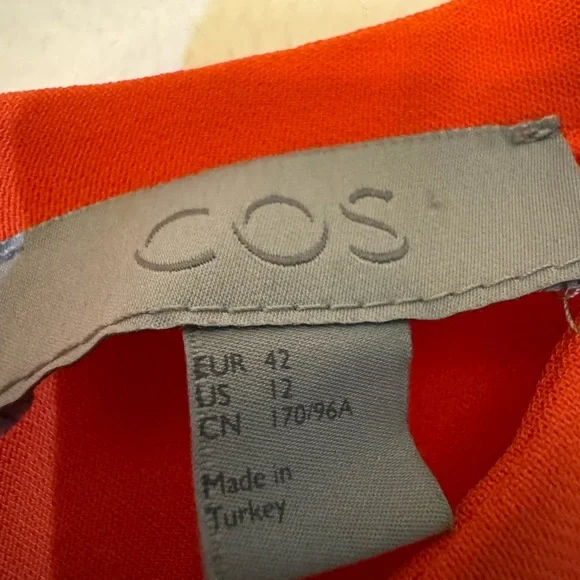 COS
EUR 42
US 12
CN 170/96A
Made in
Turkey